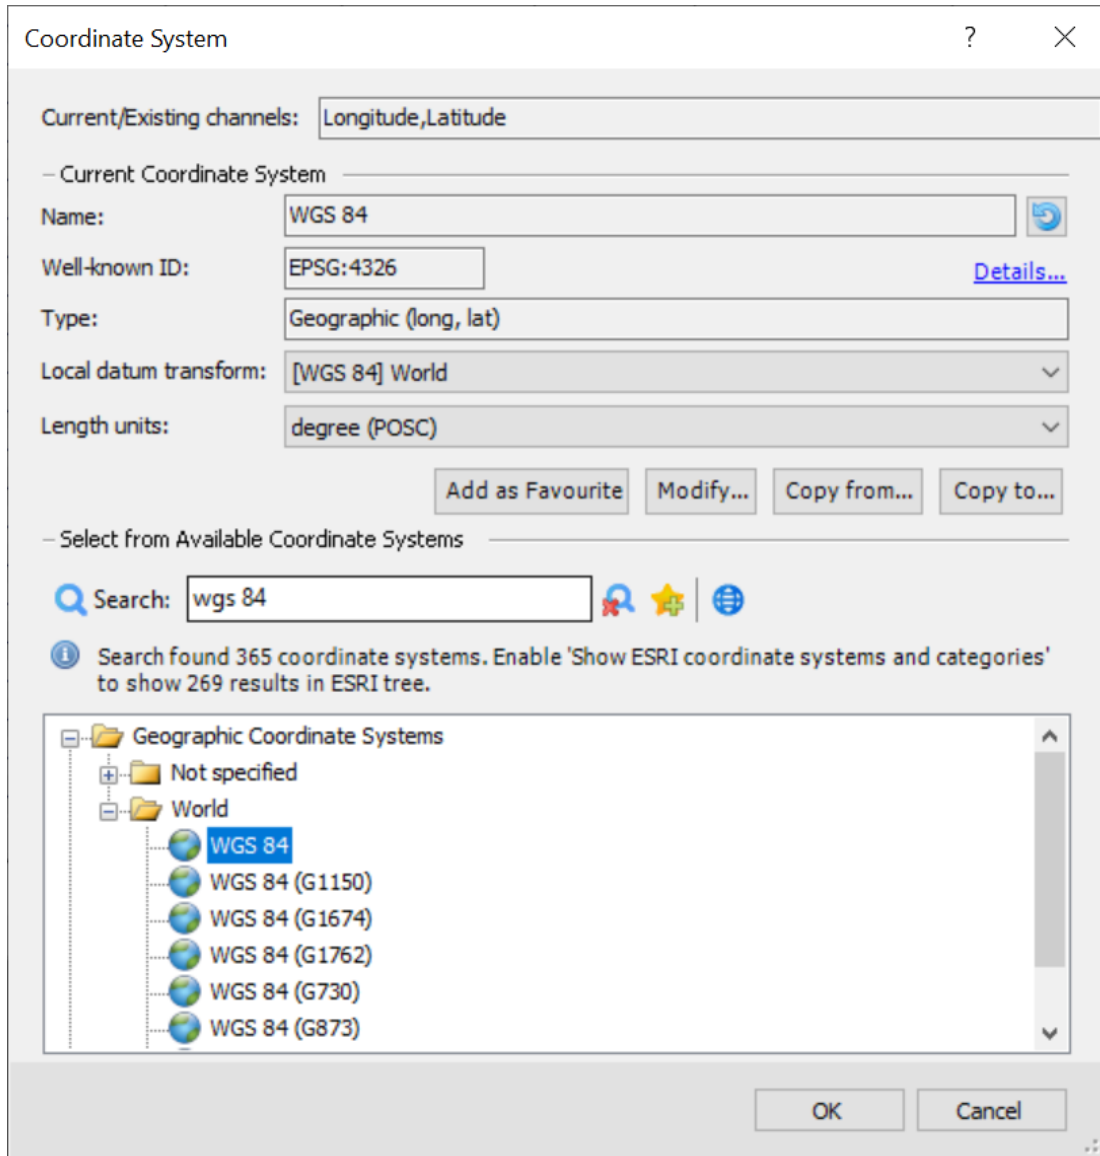 Coordinate System ?
Current/Existing channels: Longitude,Latitude
Current Coordinate System
Name: WGS 84
Well-known ID: EPSG:4326 Details...
Type: Geographic (long, lat)
Local datum transform: [WGS 84] World
Length units: degree (POSC)
Add as Favourite Modify... Copy from... Copy to...
Select from Available Coordinate Systems
Search: wgs 84
Search found 365 coordinate systems. Enable 'Show ESRI coordinate systems and categories'
to show 269 results in ESRI tree.
Geographic Coordinate Systems
Not specified
World
WGS 84
WGS 84 (G1150)
WGS 84 (G1674)
WGS 84 (G1762)
WGS 84 (G730)
WGS 84 (G873)
OK Cancel